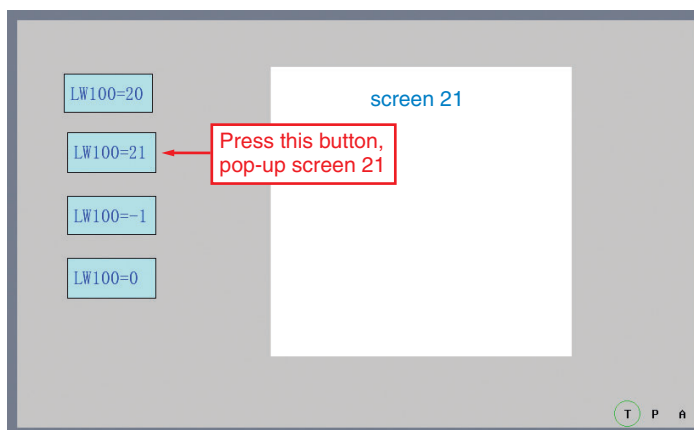 LW100=20
screen 21
LW100=21
Press this button,
pop-up screen 21
LW100=-1
LW100=0
T P A